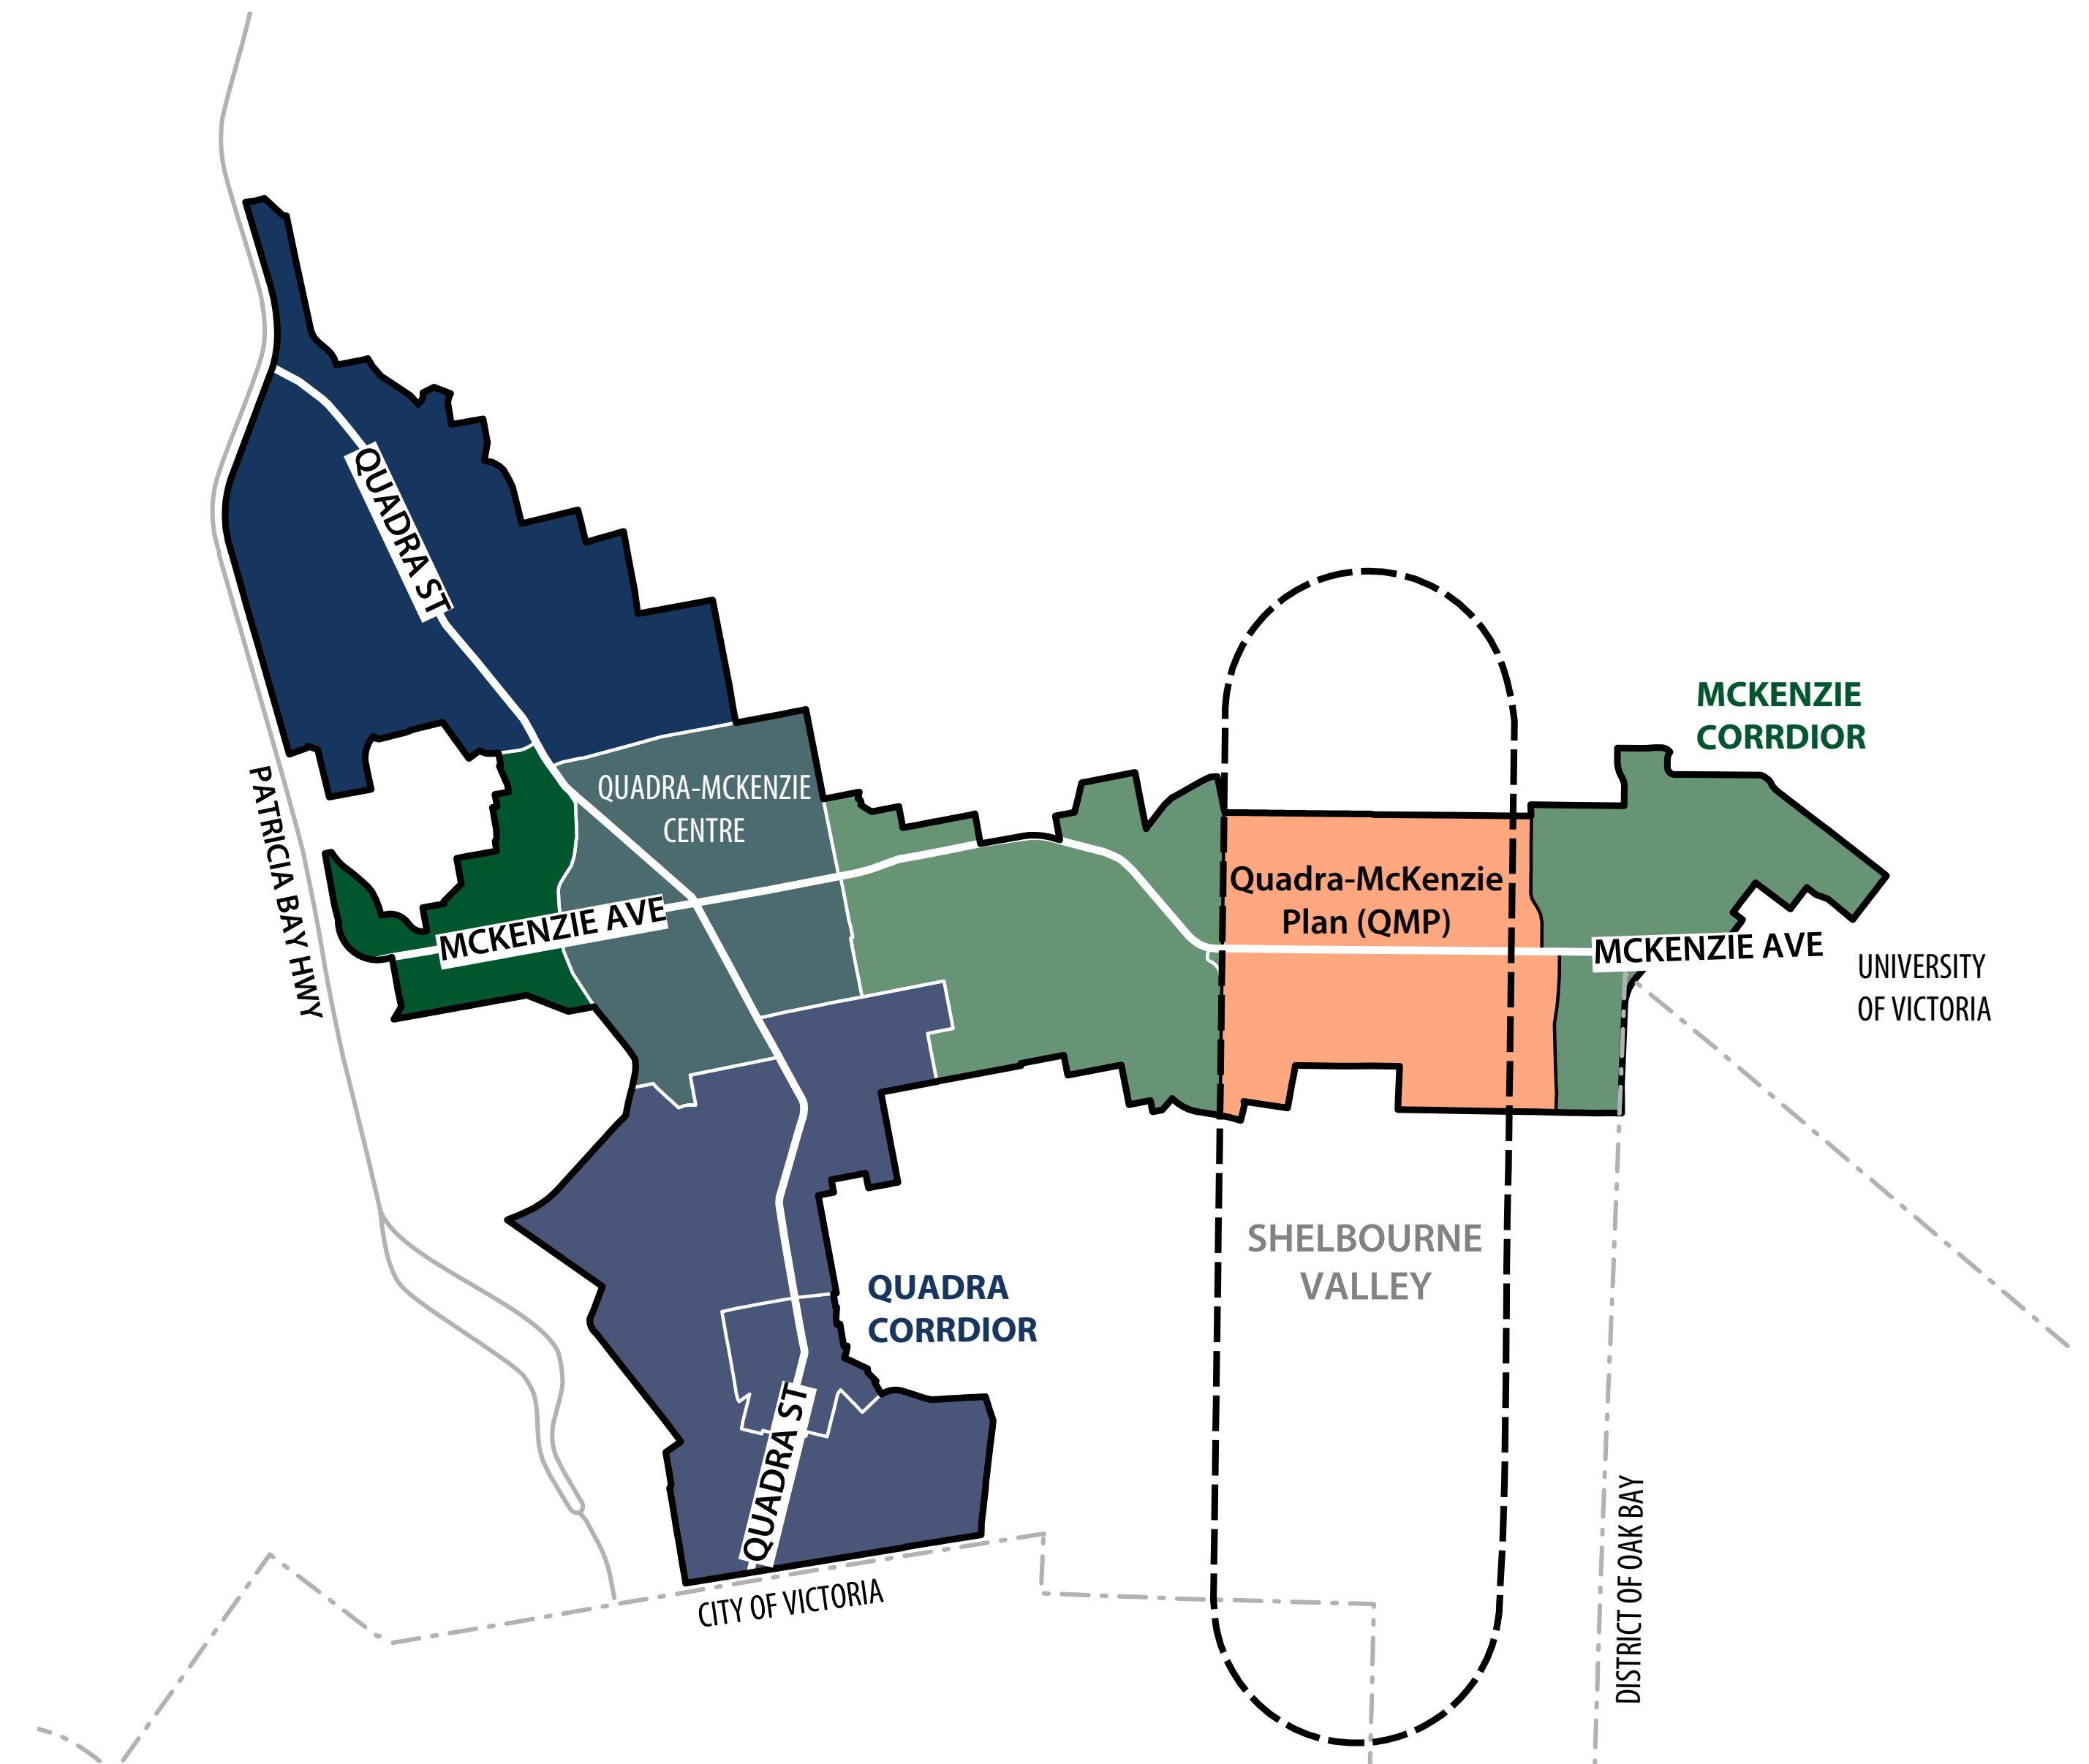 QUADRA ST
MCKENZIE
CORRDIOR
QUADRA-MCKENZIE
CENTRE
PATRICIA BAY HWY
Quadra-McKenzie
Plan (QMP)
MCKENZIE AVE
MCKENZIE AVE
UNIVERSITY
OF VICTORIA
SHELBOURNE
VALLEY
QUADRA
CORRDIOR
QUADRA ST
CITY OF VICTORIA
DISTRICT OF OAK BAY